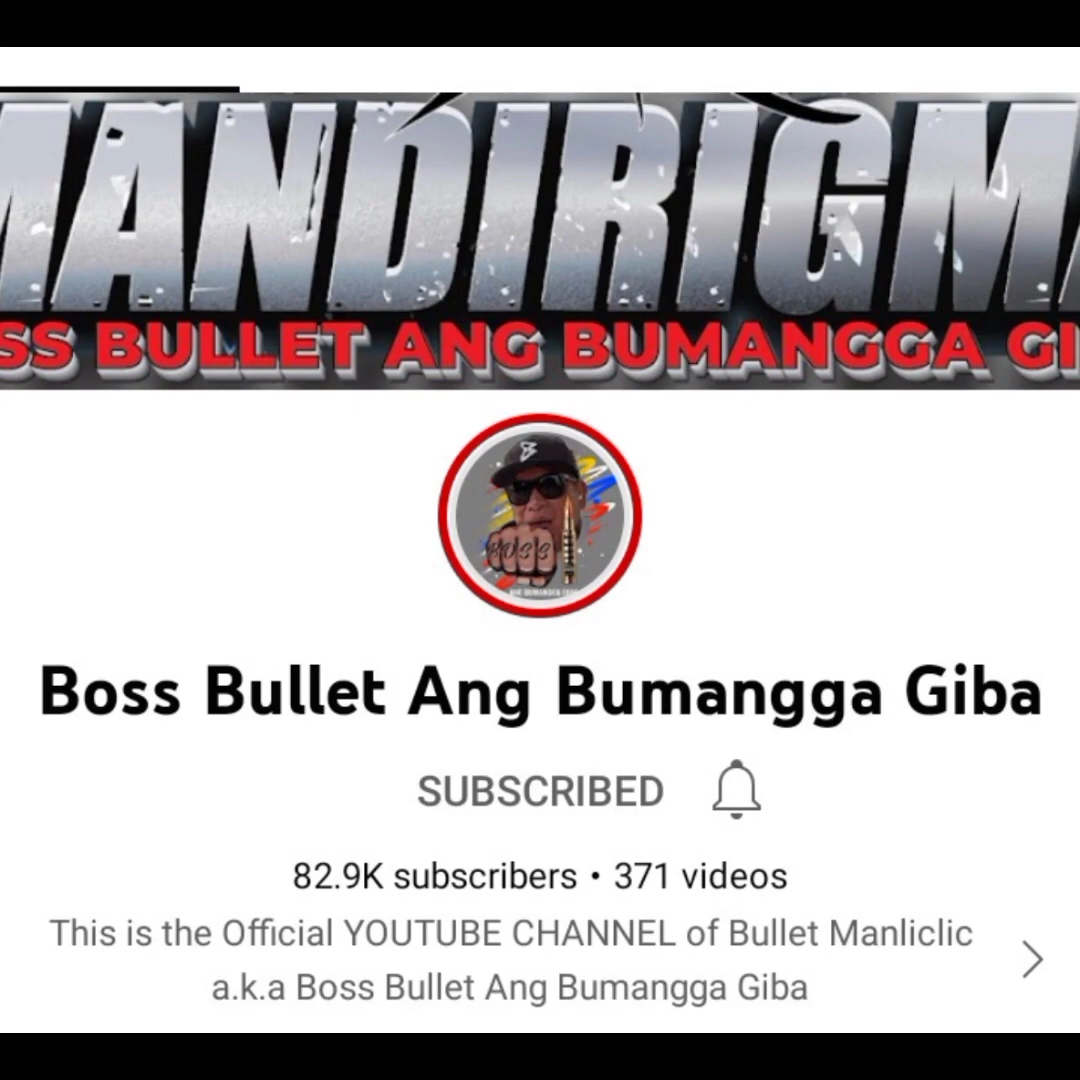 MANDIRIGMA
SS BULLET ANG BUMANGGA GI
B
BOSS
Boss Bullet Ang Bumangga Giba
SUBSCRIBED
82.9K subscribers • 371 videos
This is the Official YOUTUBE CHANNEL of Bullet Manliclic
a.k.a Boss Bullet Ang Bumangga Giba